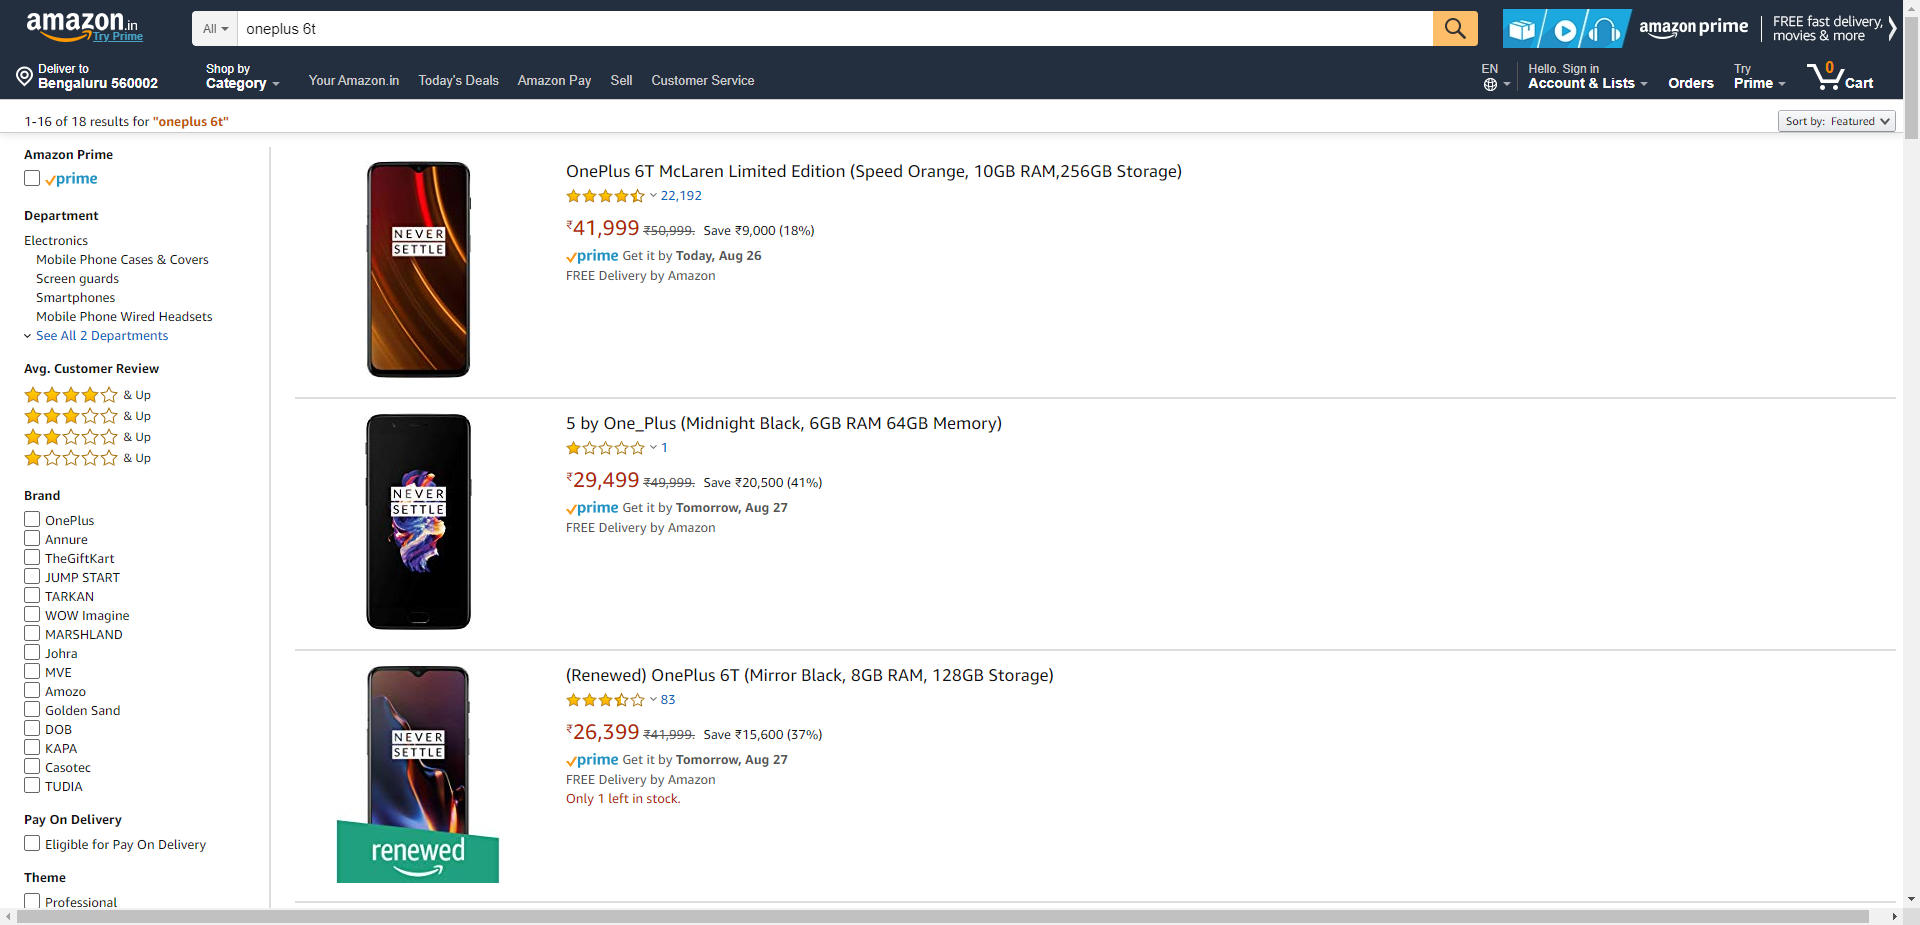 amazon.in
Try Prime
All
oneplus 6t
amazon prime
FREE fast delivery, movies & more
Deliver to
Bengaluru 560002
Shop by
Category
Your Amazon.in
Today's Deals
Amazon Pay
Sell
Customer Service
EN
Hello. Sign in
Account & Lists
Orders
Try
Prime
0
Cart
1-16 of 18 results for "oneplus 6t"
Sort by: Featured
Amazon Prime
prime
Department
Electronics
Mobile Phone Cases & Covers
Screen guards
Smartphones
Mobile Phone Wired Headsets
See All 2 Departments
Avg. Customer Review
& Up
& Up
& Up
& Up
Brand
OnePlus
Annure
TheGiftKart
JUMP START
TARKAN
WOW Imagine
MARSHLAND
Johra
MVE
Amozo
Golden Sand
DOB
KAPA
Casotec
TUDIA
Pay On Delivery
Eligible for Pay On Delivery
Theme
Professional
NEVER
SETTLE
OnePlus 6T McLaren Limited Edition (Speed Orange, 10GB RAM,256GB Storage)
22,192
₹41,999 ₹50,999. Save ₹9,000 (18%)
prime Get it by Today, Aug 26
FREE Delivery by Amazon
NEVER
SETTLE
5 by One_Plus (Midnight Black, 6GB RAM 64GB Memory)
1
₹29,499 ₹49,999. Save ₹20,500 (41%)
prime Get it by Tomorrow, Aug 27
FREE Delivery by Amazon
NEVER
SETTLE
renewed
(Renewed) OnePlus 6T (Mirror Black, 8GB RAM, 128GB Storage)
83
₹26,399 ₹41,999. Save ₹15,600 (37%)
prime Get it by Tomorrow, Aug 27
FREE Delivery by Amazon
Only 1 left in stock.